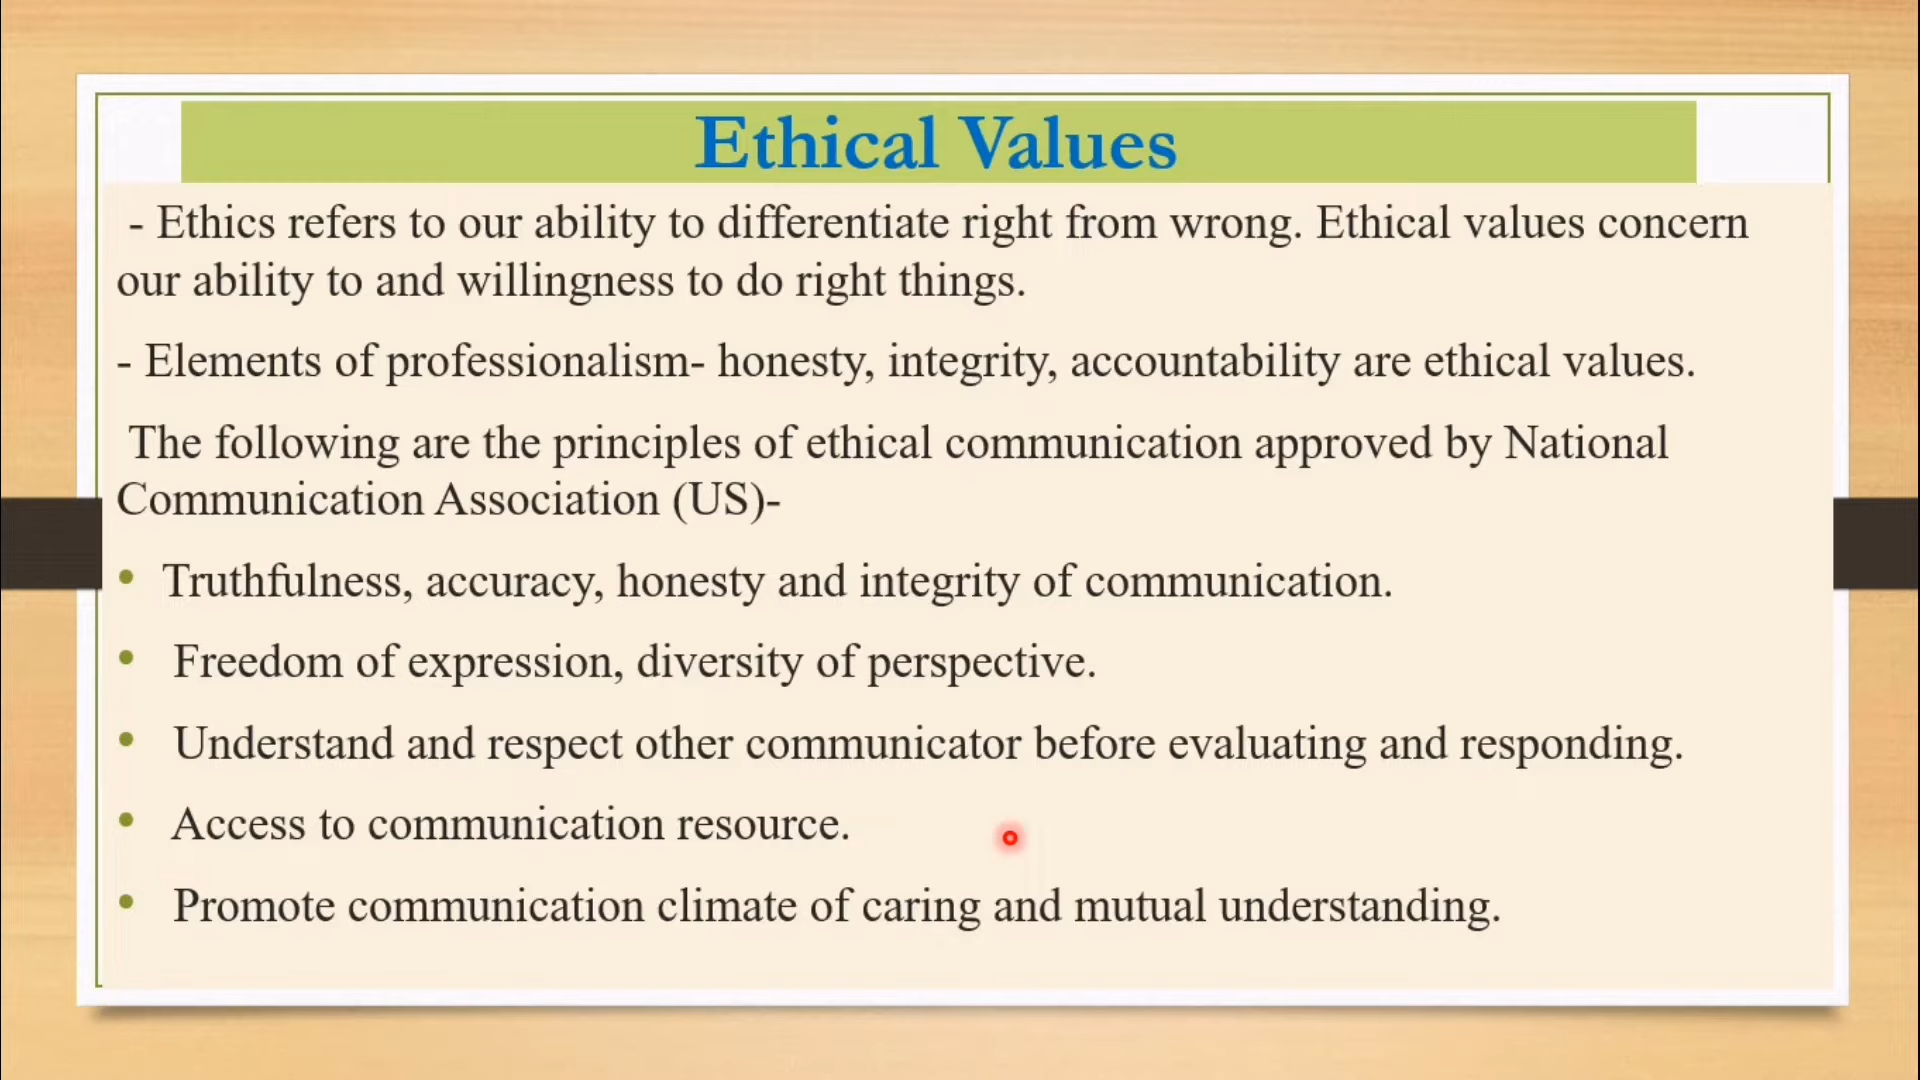 Ethical Values
- Ethics refers to our ability to differentiate right from wrong. Ethical values concern
our ability to and willingness to do right things.
- Elements of professionalism- honesty, integrity, accountability are ethical values.
The following are the principles of ethical communication approved by National
Communication Association (US)-
• Truthfulness, accuracy, honesty and integrity of communication.
• Freedom of expression, diversity of perspective.
• Understand and respect other communicator before evaluating and responding.
• Access to communication resource.
• Promote communication climate of caring and mutual understanding.